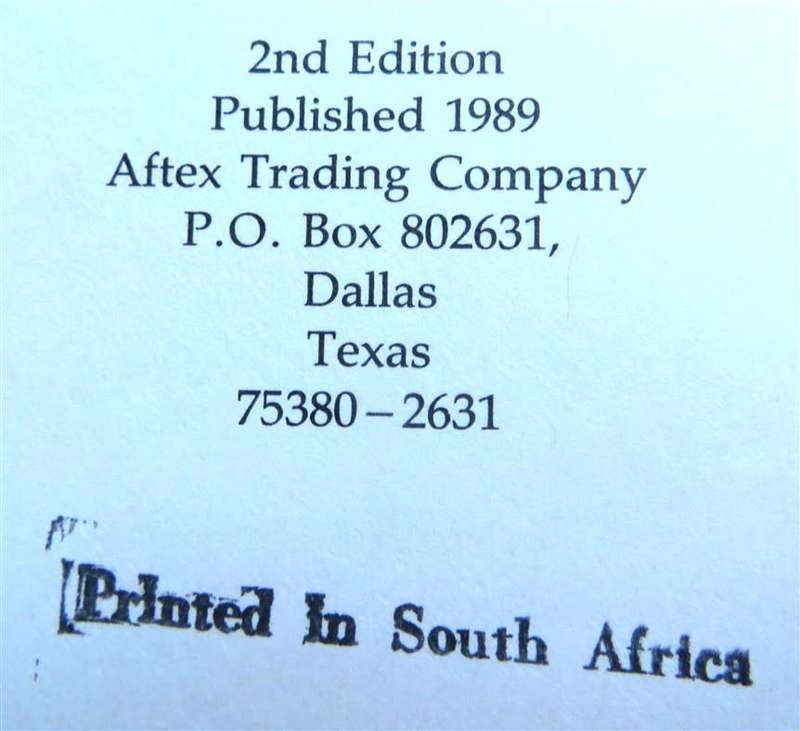 2nd Edition
Published 1989
Aftex Trading Company
P.O. Box 802631,
Dallas
Texas
75380–2631
Printed In South Africa